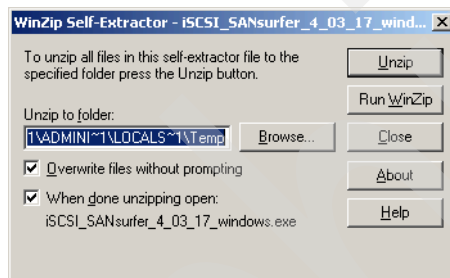 WinZip Self-Extractor - iSCSI_SANsurfer_4_03_17_wind...
To unzip all files in this self-extractor file to the
specified folder press the Unzip button.
Unzip to folder:
1\ADMINI~1\LOCALS~1\Temp
Browse...
Overwrite files without prompting
When done unzipping open:
iSCSI_SANsurfer_4_03_17_windows.exe
Unzip
Run WinZip
Close
About
Help